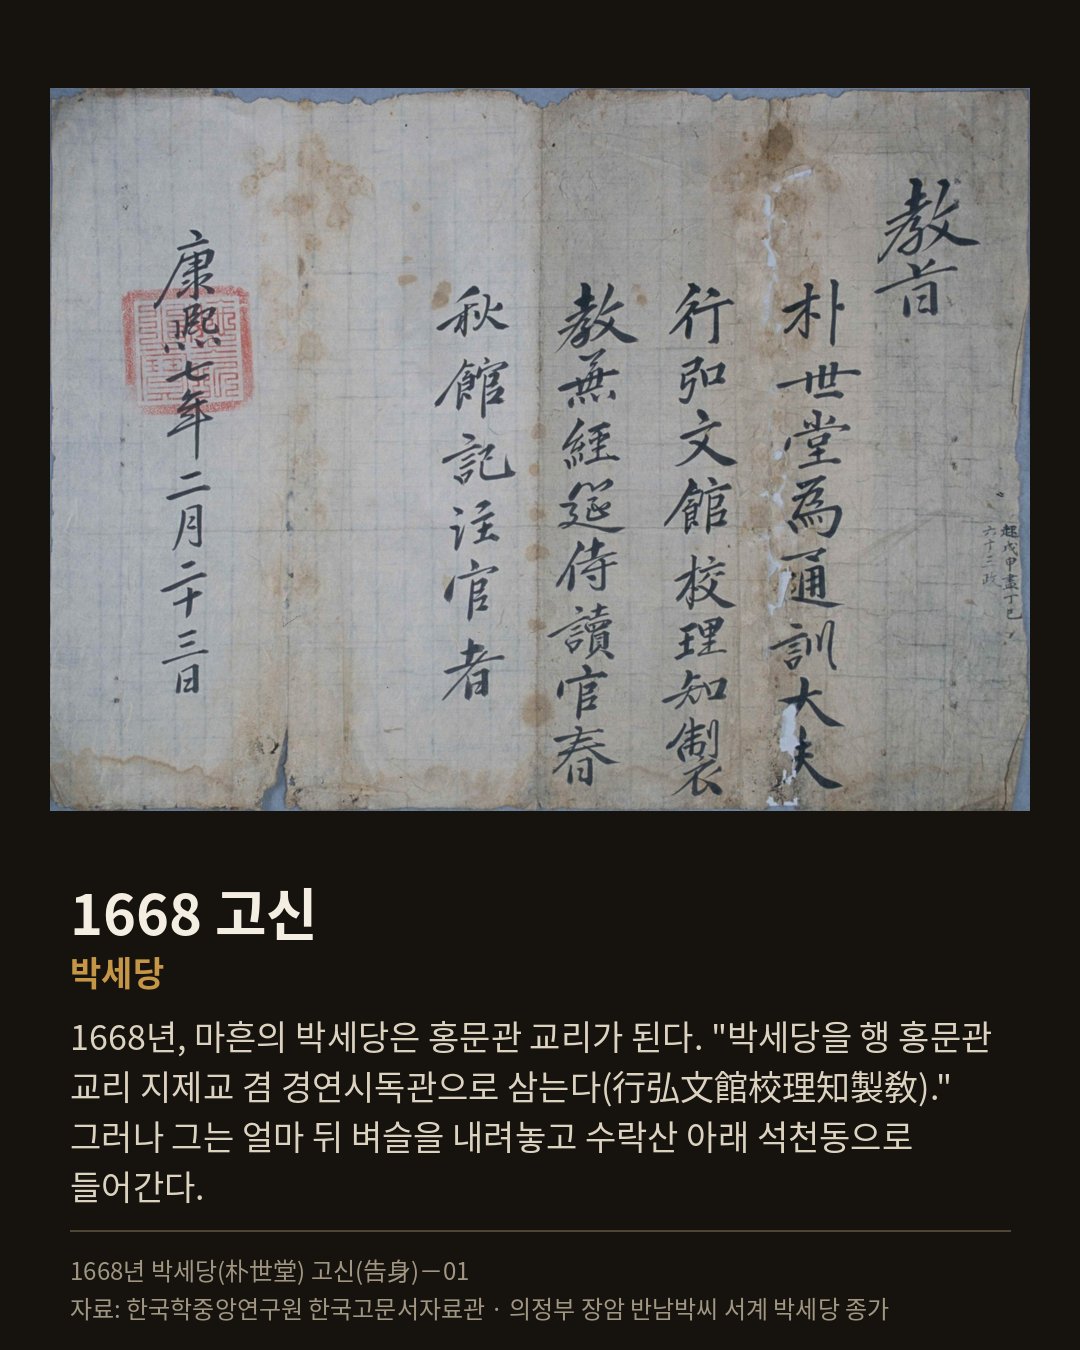 教旨
朴世堂為通訓大夫
行弘文館校理知製
教兼經筵侍讀官春
秋館記注官者
康熙七年二月二十三日
1668 고신
박세당
1668년, 마흔의 박세당은 홍문관 교리가 된다. "박세당을 행 홍문관
교리 지제교 겸 경연시독관으로 삼는다(行弘文館校理知製敎)."
그러나 그는 얼마 뒤 벼슬을 내려놓고 수락산 아래 석천동으로
들어간다.
1668년 박세당(朴世堂) 고신(告身)－01
자료: 한국학중앙연구원 한국고문서자료관 · 의정부 장암 반남박씨 서계 박세당 종가